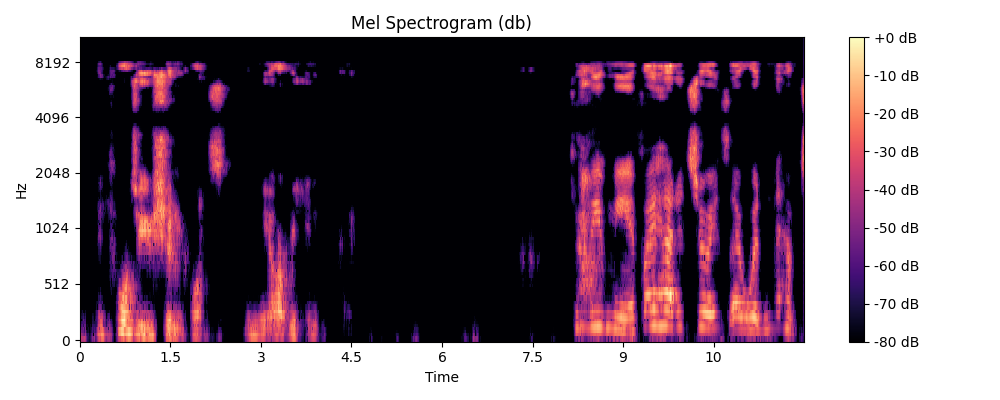 Mel Spectrogram (db)
8192
4096
2048
1024
512
0
Hz
0 1.5 3 4.5 6 7.5 9 10
Time
+0 dB
-10 dB
-20 dB
-30 dB
-40 dB
-50 dB
-60 dB
-70 dB
-80 dB